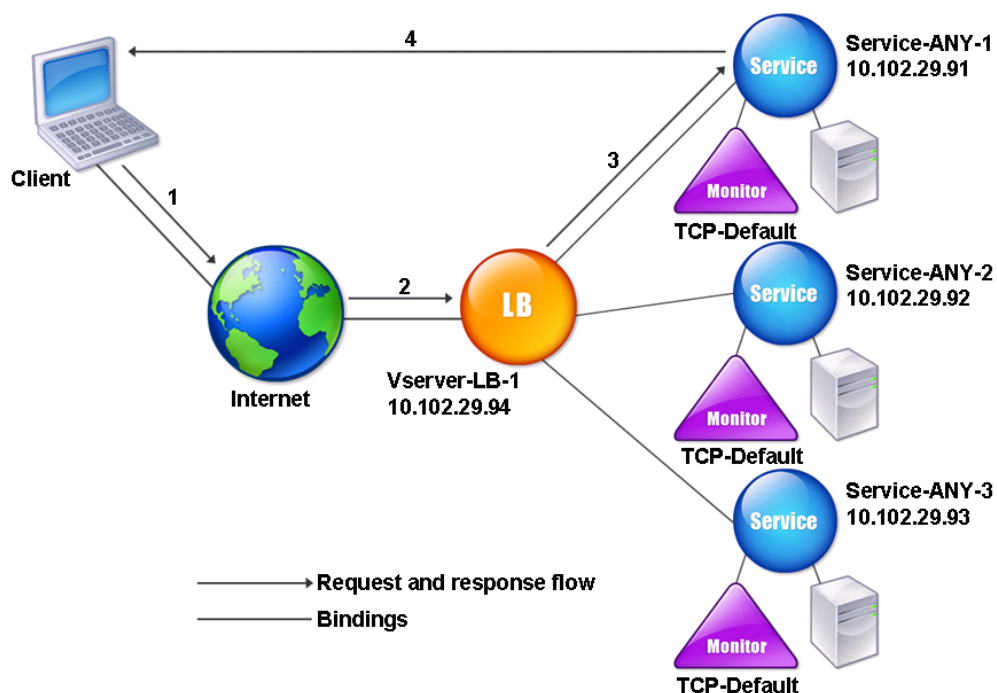 4
Service
Service-ANY-1
10.102.29.91
Client
1
3
Monitor
TCP-Default
2
LB
Service
Service-ANY-2
10.102.29.92
Internet
Vserver-LB-1
10.102.29.94
Monitor
TCP-Default
Service
Service-ANY-3
10.102.29.93
Request and response flow
Bindings
Monitor
TCP-Default